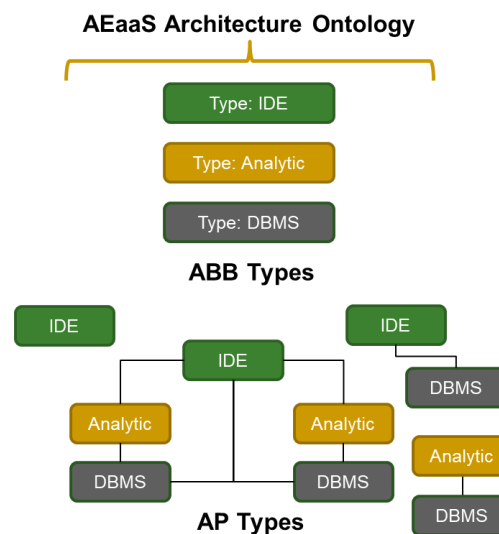 AEaaS Architecture Ontology
Type: IDE
Type: Analytic
Type: DBMS
ABB Types
IDE
IDE
IDE
DBMS
Analytic
Analytic
Analytic
DBMS
DBMS
DBMS
AP Types